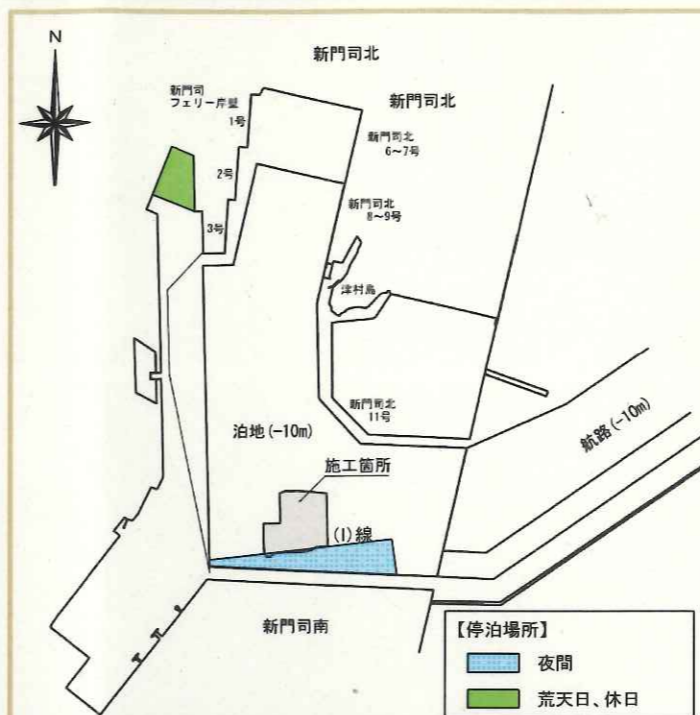 N
新門司北
新門司
フェリー岸壁
1号
新門司北
新門司北
6〜7号
2号
新門司北
8〜9号
3号
津村島
新門司北
11号
泊地(-10m)
航路(-10m)
施工箇所
(I)線
新門司南
【停泊場所】
夜間
荒天日、休日